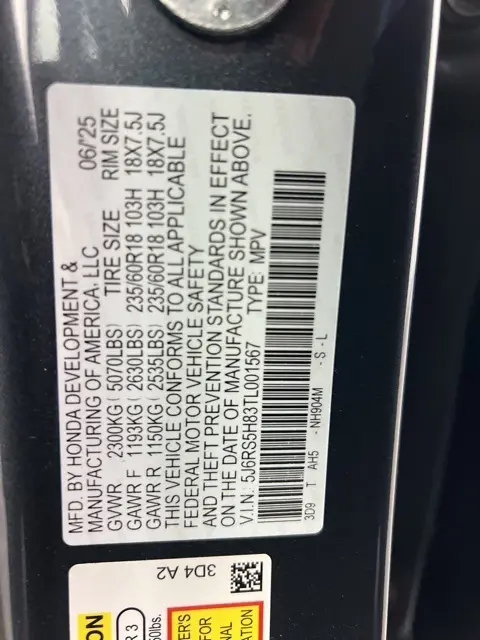 MFD. BY HONDA DEVELOPMENT &
MANUFACTURING OF AMERICA, LLC 06/'25
GVWR 2300KG ( 5070LBS) TIRE SIZE RIM SIZE
GAWR F 1193KG ( 2630LBS) 235/60R18 103H 18X7.5J
GAWR R 1150KG ( 2535LBS) 235/60R18 103H 18X7.5J
THIS VEHICLE CONFORMS TO ALL APPLICABLE
FEDERAL MOTOR VEHICLE SAFETY
AND THEFT PREVENTION STANDARDS IN EFFECT
ON THE DATE OF MANUFACTURE SHOWN ABOVE.
V.I.N: 5J6RS5H83TL001567 TYPE: MPV
3D9 T AH5 - NH904M - S - L
3D4 A2